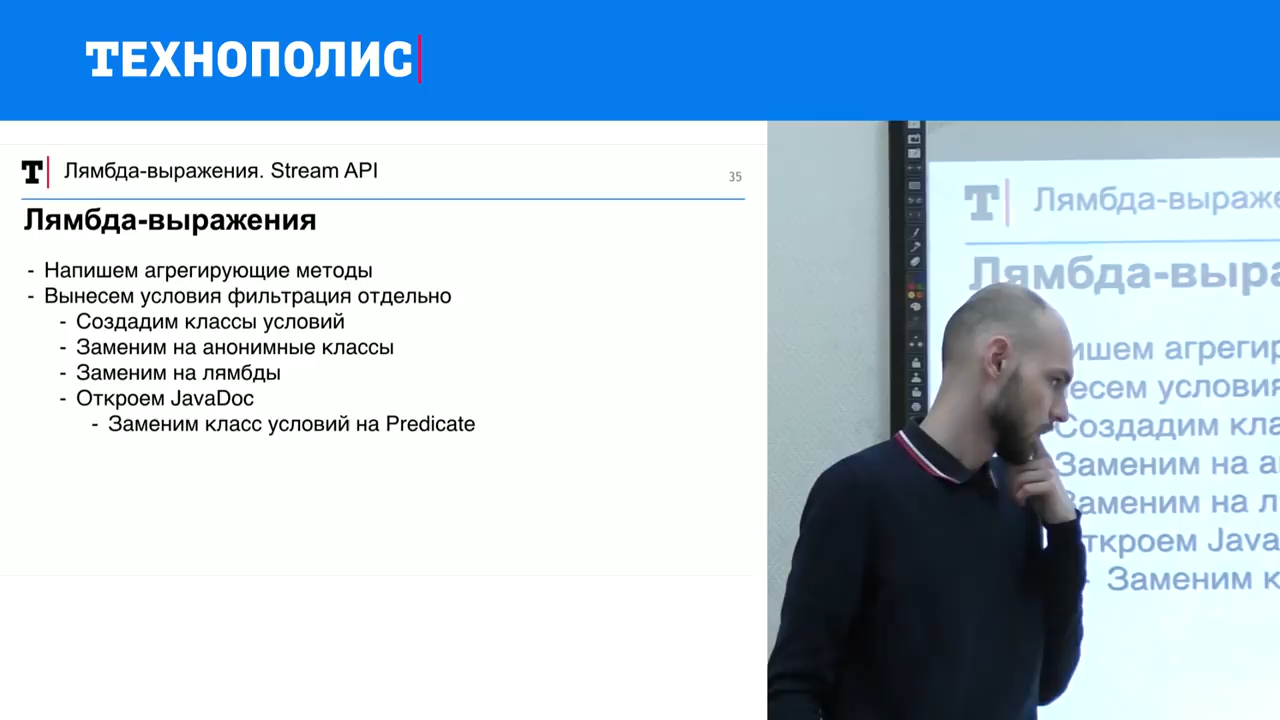 ТЕХНОПОЛИС
Т Лямбда-выражения. Stream API
35
Лямбда-выражения
- Напишем агрегирующие методы
- Вынесем условия фильтрация отдельно
- Создадим классы условий
- Заменим на анонимные классы
- Заменим на лямбды
- Откроем JavaDoc
- Заменим класс условий на Predicate
Т Лямбда-выраже
Лямбда-выра
ишем агрегир
есем условия
Создадим кла
Заменим на а
Заменим на л
ткроем Java
- Заменим к